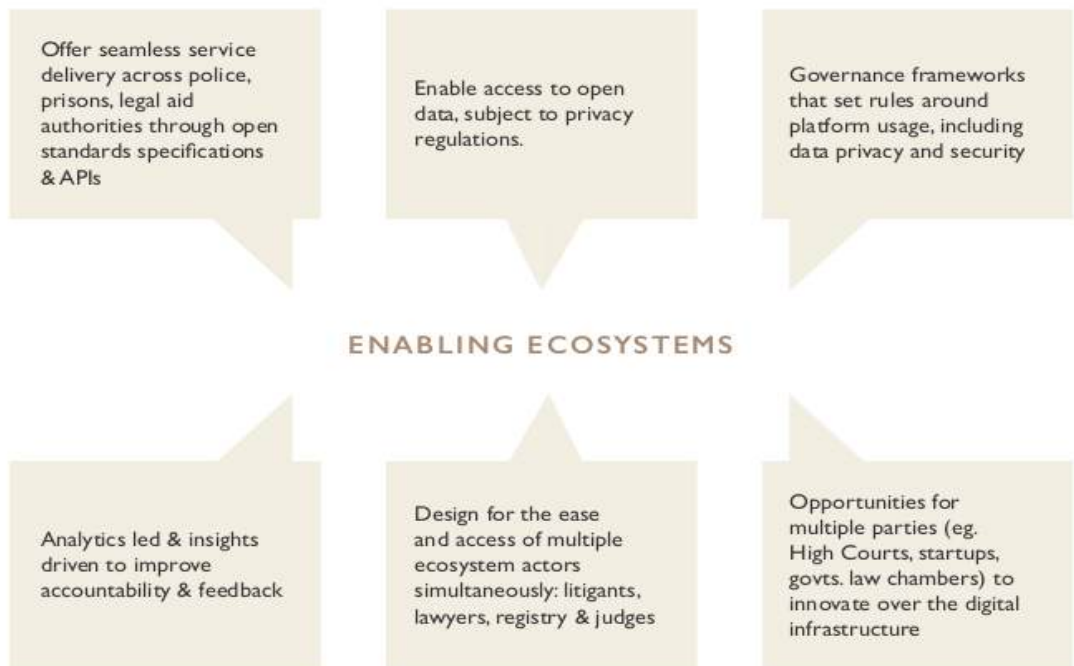 Offer seamless service
delivery across police,
prisons, legal aid
authorities through open
standards specifications
& APIs
Enable access to open
data, subject to privacy
regulations.
Governance frameworks
that set rules around
platform usage, including
data privacy and security
ENABLING ECOSYSTEMS
Analytics led & insights
driven to improve
accountability & feedback
Design for the ease
and access of multiple
ecosystem actors
simultaneously: litigants,
lawyers, registry & judges
Opportunities for
multiple parties (eg.
High Courts, startups,
govts. law chambers) to
innovate over the digital
infrastructure